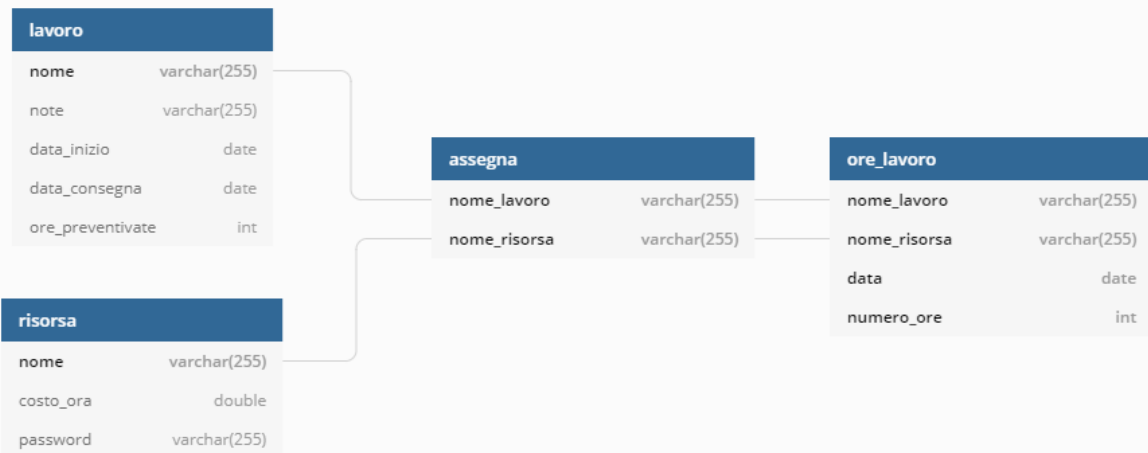 lavoro
nome varchar(255)
note varchar(255)
data_inizio date
data_consegna date
ore_preventivate int
risorsa
nome varchar(255)
costo_ora double
password varchar(255)
assegna
nome_lavoro varchar(255)
nome_risorsa varchar(255)
ore_lavoro
nome_lavoro varchar(255)
nome_risorsa varchar(255)
data date
numero_ore int